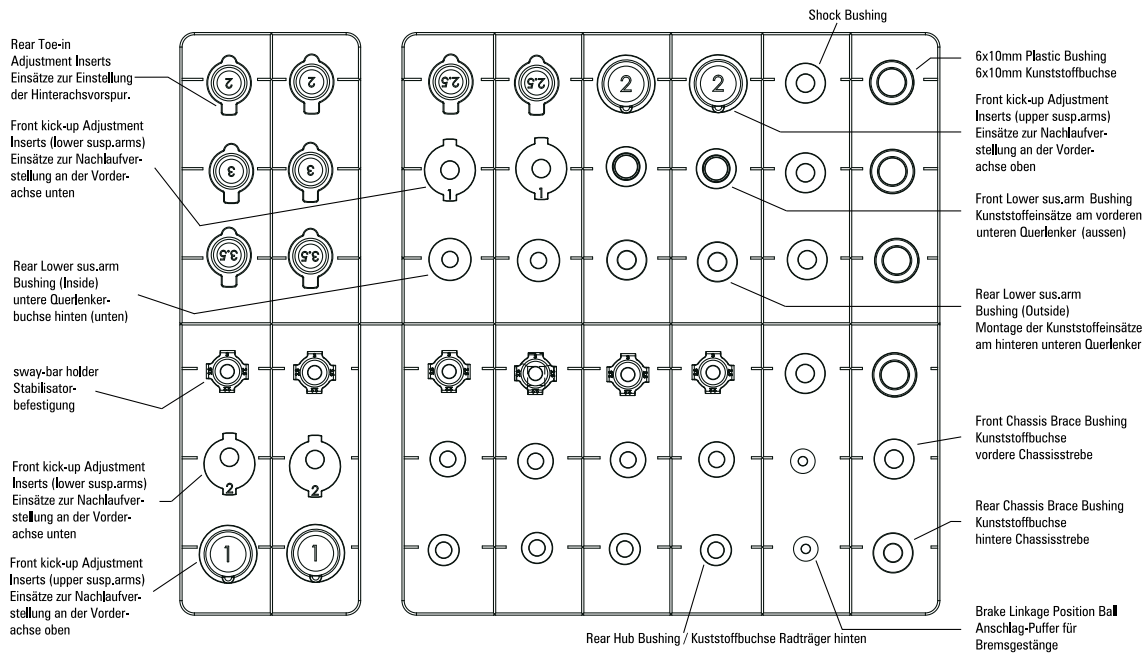 Shock Bushing
Rear Toe-in
Adjustment Inserts
Einsätze zur Einstellung
der Hinterachsvorspur.
Front kick-up Adjustment
Inserts (lower susp.arms)
Einsätze zur Nachlaufver-
stellung an der Vorder-
achse unten
Rear Lower sus.arm
Bushing (Inside)
untere Querlenker-
buchse hinten (unten)
sway-bar holder
Stabilisator-
befestigung
Front kick-up Adjustment
Inserts (lower susp.arms)
Einsätze zur Nachlaufver-
stellung an der Vorder-
achse unten
Front kick-up Adjustment
Inserts (upper susp.arms)
Einsätze zur Nachlaufver-
stellung an der Vorder-
achse oben
2 2 2.5 2.5 2 2
3 3 1 1
3.5 3.5
2 2
1 1
6x10mm Plastic Bushing
6x10mm Kunststoffbuchse
Front kick-up Adjustment
Inserts (upper susp.arms)
Einsätze zur Nachlaufver-
stellung an der Vorder-
achse oben
Front Lower sus.arm Bushing
Kunststoffeinsätze am vorderen
unteren Querlenker (aussen)
Rear Lower sus.arm
Bushing (Outside)
Montage der Kunststoffeinsätze
am hinteren unteren Querlenker
Front Chassis Brace Bushing
Kunststoffbuchse
vordere Chassisstrebe
Rear Chassis Brace Bushing
Kunststoffbuchse
hintere Chassisstrebe
Brake Linkage Position Ball
Anschlag-Puffer für
Bremsgestänge
Rear Hub Bushing / Kuststoffbuchse Radträger hinten